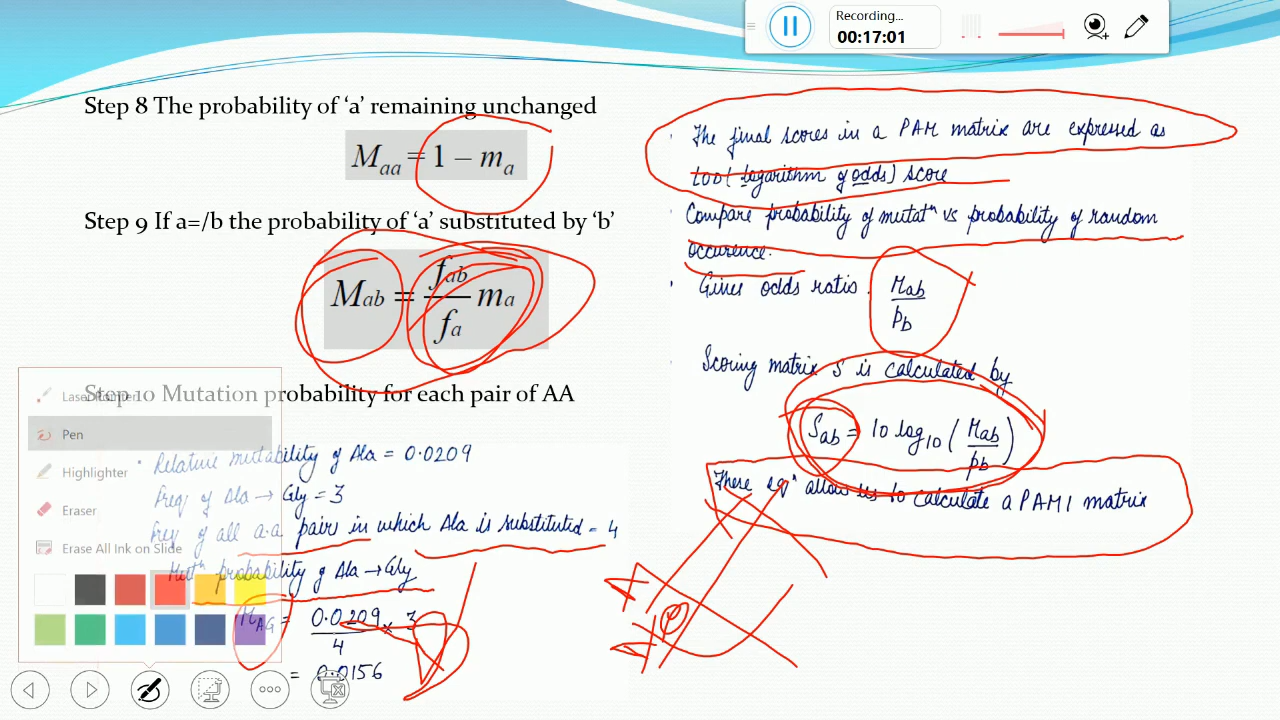 Recording...
00:17:01
Step 8 The probability of ‘a’ remaining unchanged
Maa = 1 – ma
Step 9 If a=/b the probability of ‘a’ substituted by ‘b’
Mab = fab/fa ma
Step 10 Mutation probability for each pair of AA
Relative mutability of Ala = 0.0209
freq of Ala → Gly = 3
freq of all a.a pairs in which Ala is substituted = 4
Mutⁿ probability of Ala → Gly
MAG = 0.0209/4 × 3
= 0.0156
The final scores in a PAM matrix are expressed as
LOD (logarithm of odds) score
Compare probability of mutatⁿ vs probability of random
occurence.
Gives odds ratio. Mab/Pb
Scoring matrix S is calculated by
Sab = 10 log10 (Mab/pb)
These eqⁿ allow us to calculate a PAM1 matrix
Laser Pointer
Pen
Highlighter
Eraser
Erase All Ink on Slide